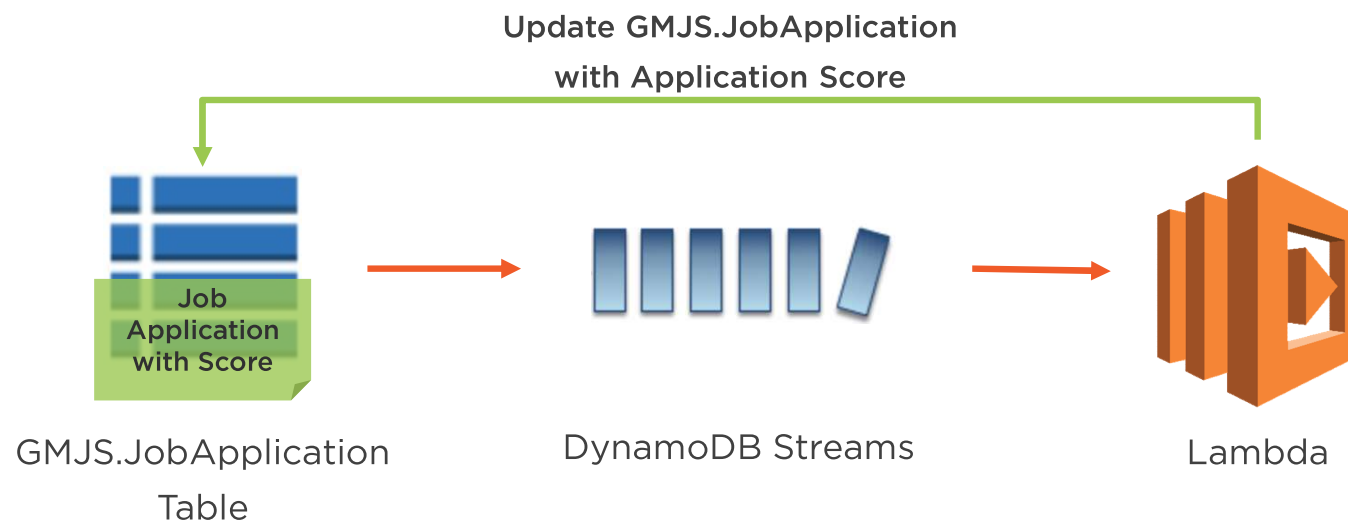 Update GMJS.JobApplication
with Application Score
Job
Application
with Score
GMJS.JobApplication
Table
DynamoDB Streams
Lambda